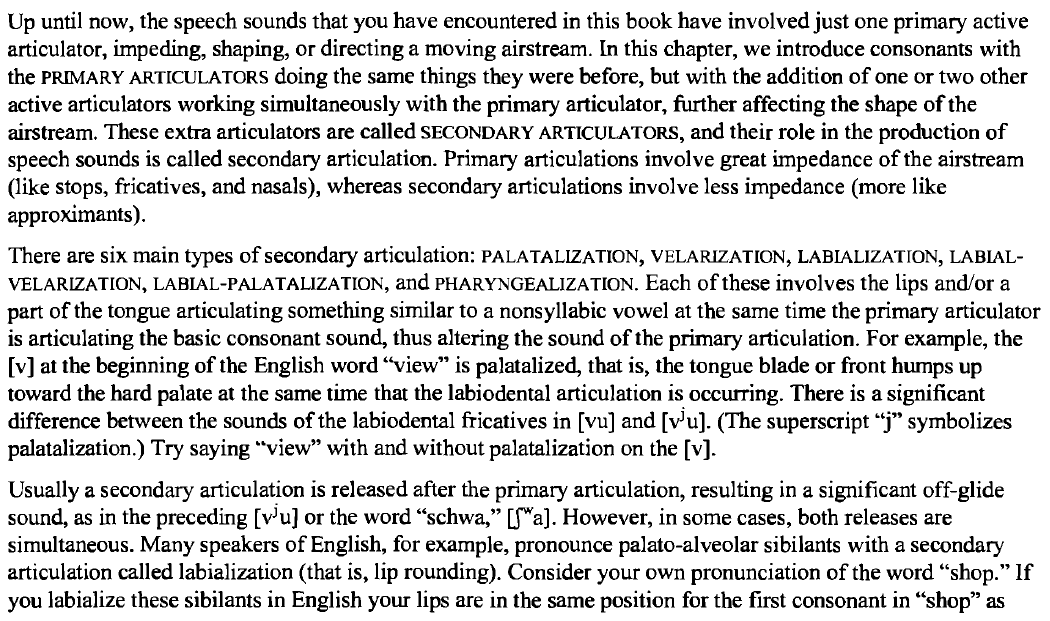 Up until now, the speech sounds that you have encountered in this book have involved just one primary active
articulator, impeding, shaping, or directing a moving airstream. In this chapter, we introduce consonants with
the PRIMARY ARTICULATORS doing the same things they were before, but with the addition of one or two other
active articulators working simultaneously with the primary articulator, further affecting the shape of the
airstream. These extra articulators are called SECONDARY ARTICULATORS, and their role in the production of
speech sounds is called secondary articulation. Primary articulations involve great impedance of the airstream
(like stops, fricatives, and nasals), whereas secondary articulations involve less impedance (more like
approximants).
There are six main types of secondary articulation: PALATALIZATION, VELARIZATION, LABIALIZATION, LABIAL-
VELARIZATION, LABIAL-PALATALIZATION, and PHARYNGEALIZATION. Each of these involves the lips and/or a
part of the tongue articulating something similar to a nonsyllabic vowel at the same time the primary articulator
is articulating the basic consonant sound, thus altering the sound of the primary articulation. For example, the
[v] at the beginning of the English word “view” is palatalized, that is, the tongue blade or front humps up
toward the hard palate at the same time that the labiodental articulation is occurring. There is a significant
difference between the sounds of the labiodental fricatives in [vu] and [vʲu]. (The superscript “j” symbolizes
palatalization.) Try saying “view” with and without palatalization on the [v].
Usually a secondary articulation is released after the primary articulation, resulting in a significant off-glide
sound, as in the preceding [vʲu] or the word “schwa,” [ʃʷa]. However, in some cases, both releases are
simultaneous. Many speakers of English, for example, pronounce palato-alveolar sibilants with a secondary
articulation called labialization (that is, lip rounding). Consider your own pronunciation of the word “shop.” If
you labialize these sibilants in English your lips are in the same position for the first consonant in “shop” as